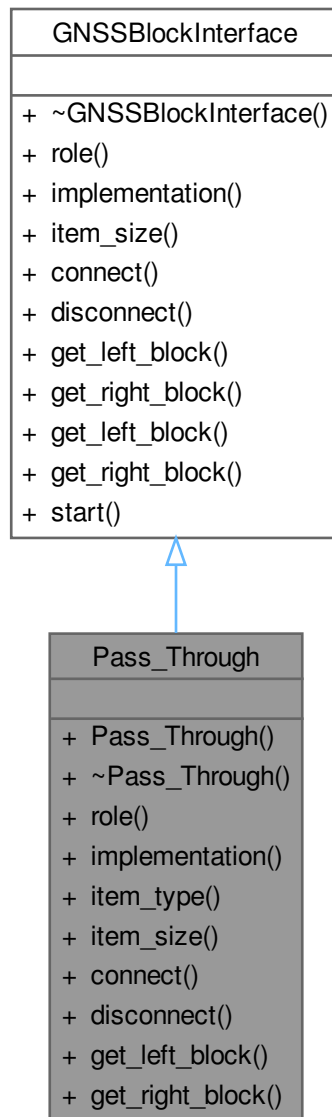 GNSSBlockInterface
+ ~GNSSBlockInterface()
+ role()
+ implementation()
+ item_size()
+ connect()
+ disconnect()
+ get_left_block()
+ get_right_block()
+ get_left_block()
+ get_right_block()
+ start()
Pass_Through
+ Pass_Through()
+ ~Pass_Through()
+ role()
+ implementation()
+ item_type()
+ item_size()
+ connect()
+ disconnect()
+ get_left_block()
+ get_right_block()